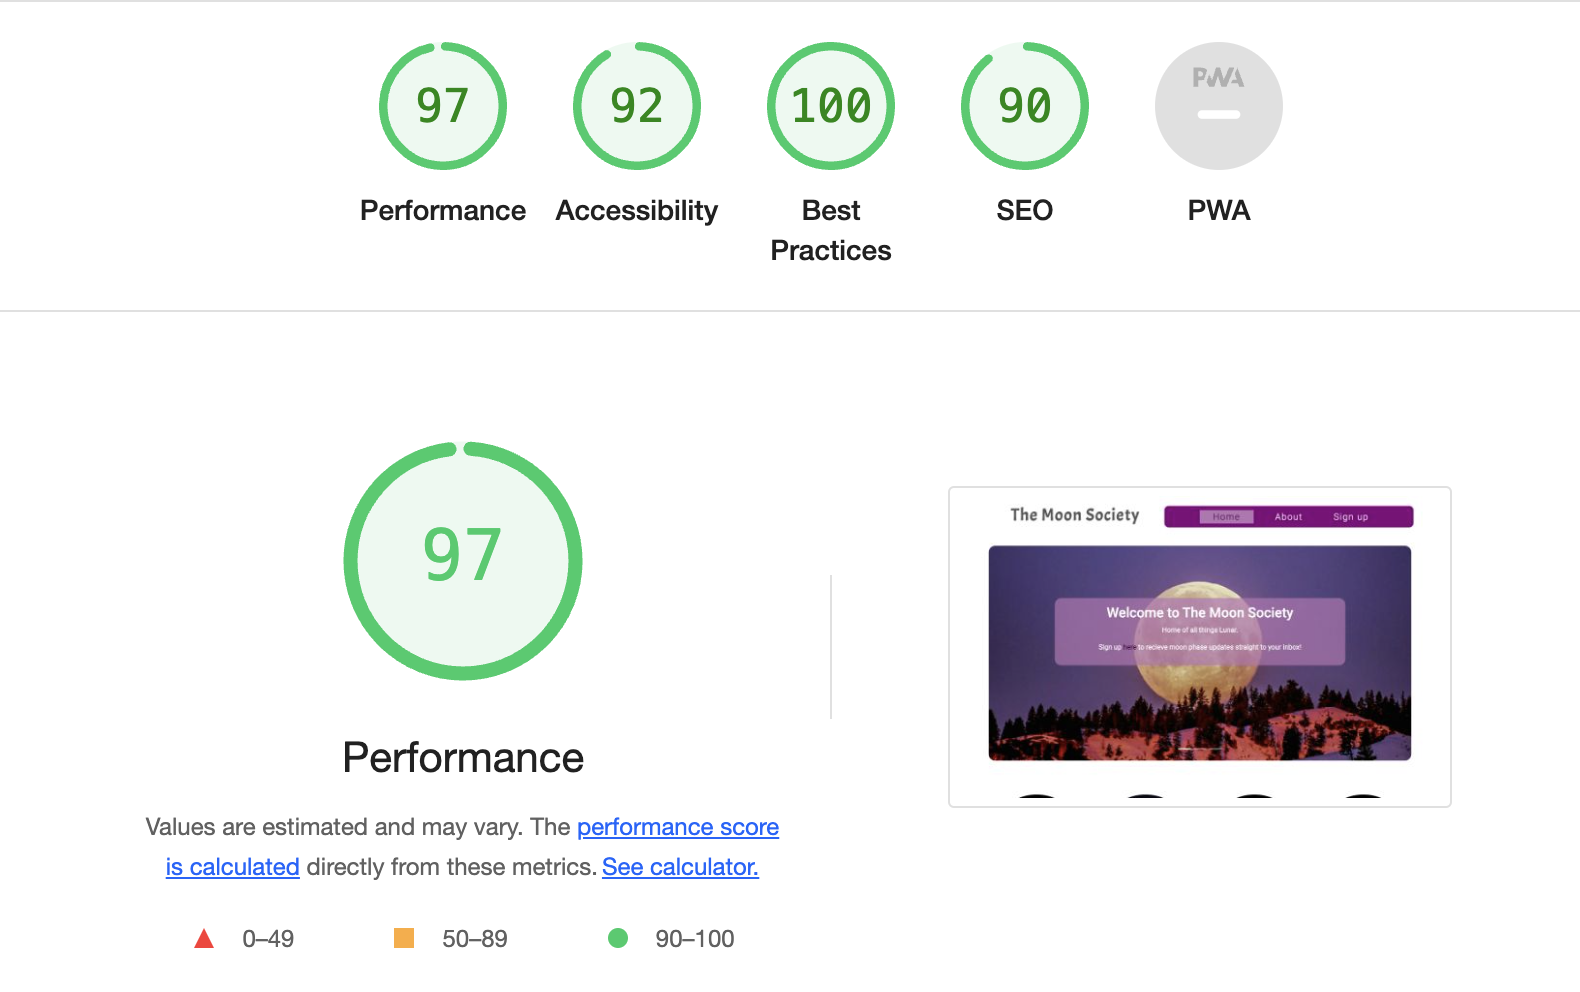 97
92
100
90
PWA
Performance
Accessibility
Best
Practices
SEO
PWA
97
Performance
Values are estimated and may vary. The performance score
is calculated directly from these metrics. See calculator.
0–49
50–89
90–100
The Moon Society
Home
About
Sign up
Welcome to The Moon Society
Home of all things Lunar.
Sign up here to recieve moon phase updates straight to your inbox!